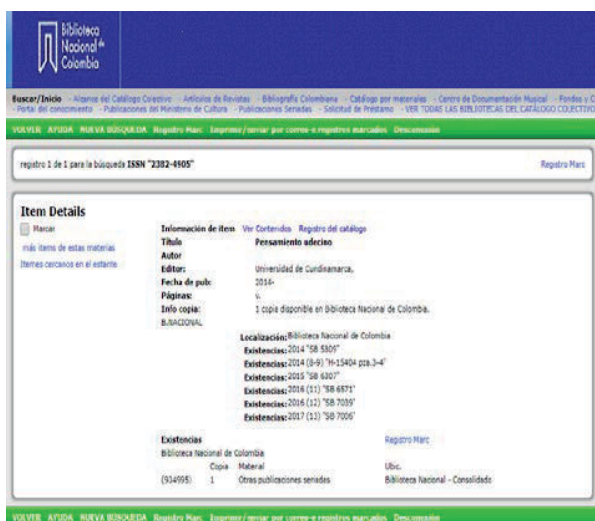 Biblioteca
Nacional de
Colombia
Buscar/Inicio - Alcance del Catálogo Colectivo - Artículos de Revistas - Bibliografía Colombiana - Catálogo por materiales - Centro de Documentación Musical - Fondos y C
- Portal del conocimiento - Publicaciones del Ministerio de Cultura - Publicaciones Seriadas - Solicitud de Préstamo - VER TODAS LAS BIBLIOTECAS DEL CATÁLOGO COLECTIVO
VOLVER AYUDA NUEVA BÚSQUEDA Registro Marc Imprimir/enviar por correo-e registros marcados Desconexión
registro 1 de 1 para la búsqueda ISSN "2382-4905" Registro Marc
Item Details
Marcar
más items de estas materias
Itemes cercanos en el estante
Información de item Ver Contenidos Registro del catálogo
Título Pensamiento udecino
Autor
Editor: Universidad de Cundinamarca,
Fecha de pub: 2014-
Páginas: v.
Info copia: 1 copia disponible en Biblioteca Nacional de Colombia.
B.NACIONAL
Localización: Biblioteca Nacional de Colombia
Existencias: 2014 "SB 5809"
Existencias: 2014 (8-9) "H-15404 pza.3-4"
Existencias: 2015 "SB 6307"
Existencias: 2016 (11) "SB 6571"
Existencias: 2016 (12) "SB 7039"
Existencias: 2017 (13) "SB 7006"
Existencias Registro Marc
Biblioteca Nacional de Colombia
Copia Material Ubic.
(934995) 1 Otras publicaciones seriadas Biblioteca Nacional - Consolidado
VOLVER AYUDA NUEVA BÚSQUEDA Registro Marc Imprimir/enviar por correo-e registros marcados Desconexión